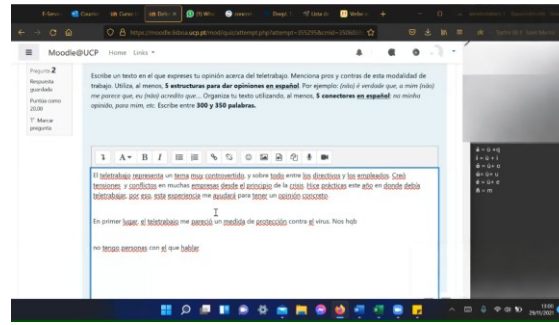 Moodle@UCP Home Links
Pregunta 2
Respuesta guardada
Puntúa como 20,00
Marcar pregunta
Escribe un texto en el que expreses tu opinión acerca del teletrabajo. Menciona pros y contras de esta modalidad de
trabajo. Utiliza, al menos, 5 estructuras para dar opiniones en español. Por ejemplo: (não) é verdade que, a mim (não)
me parece que, eu (não) acredito que... Organiza tu texto utilizando, al menos, 5 conectores en español: na minha
opinião, para mim, etc. Escribe entre 300 y 350 palabras.
El teletrabajo representa un tema muy controvertido, y sobre todo entre los directivos y los empleados. Creó
tensiones y conflictos en muchas empresas desde el principio de la crisis. Hice prácticas este año en donde debía
teletrabajar, por eso, esta experiencia me ayudará para tener un opinión concreto.
En primer lugar, el teletrabajo me pareció un medida de protección contra el virus. Nos hqb
no tengo personas con el que hablar
13:00
29/11/2021